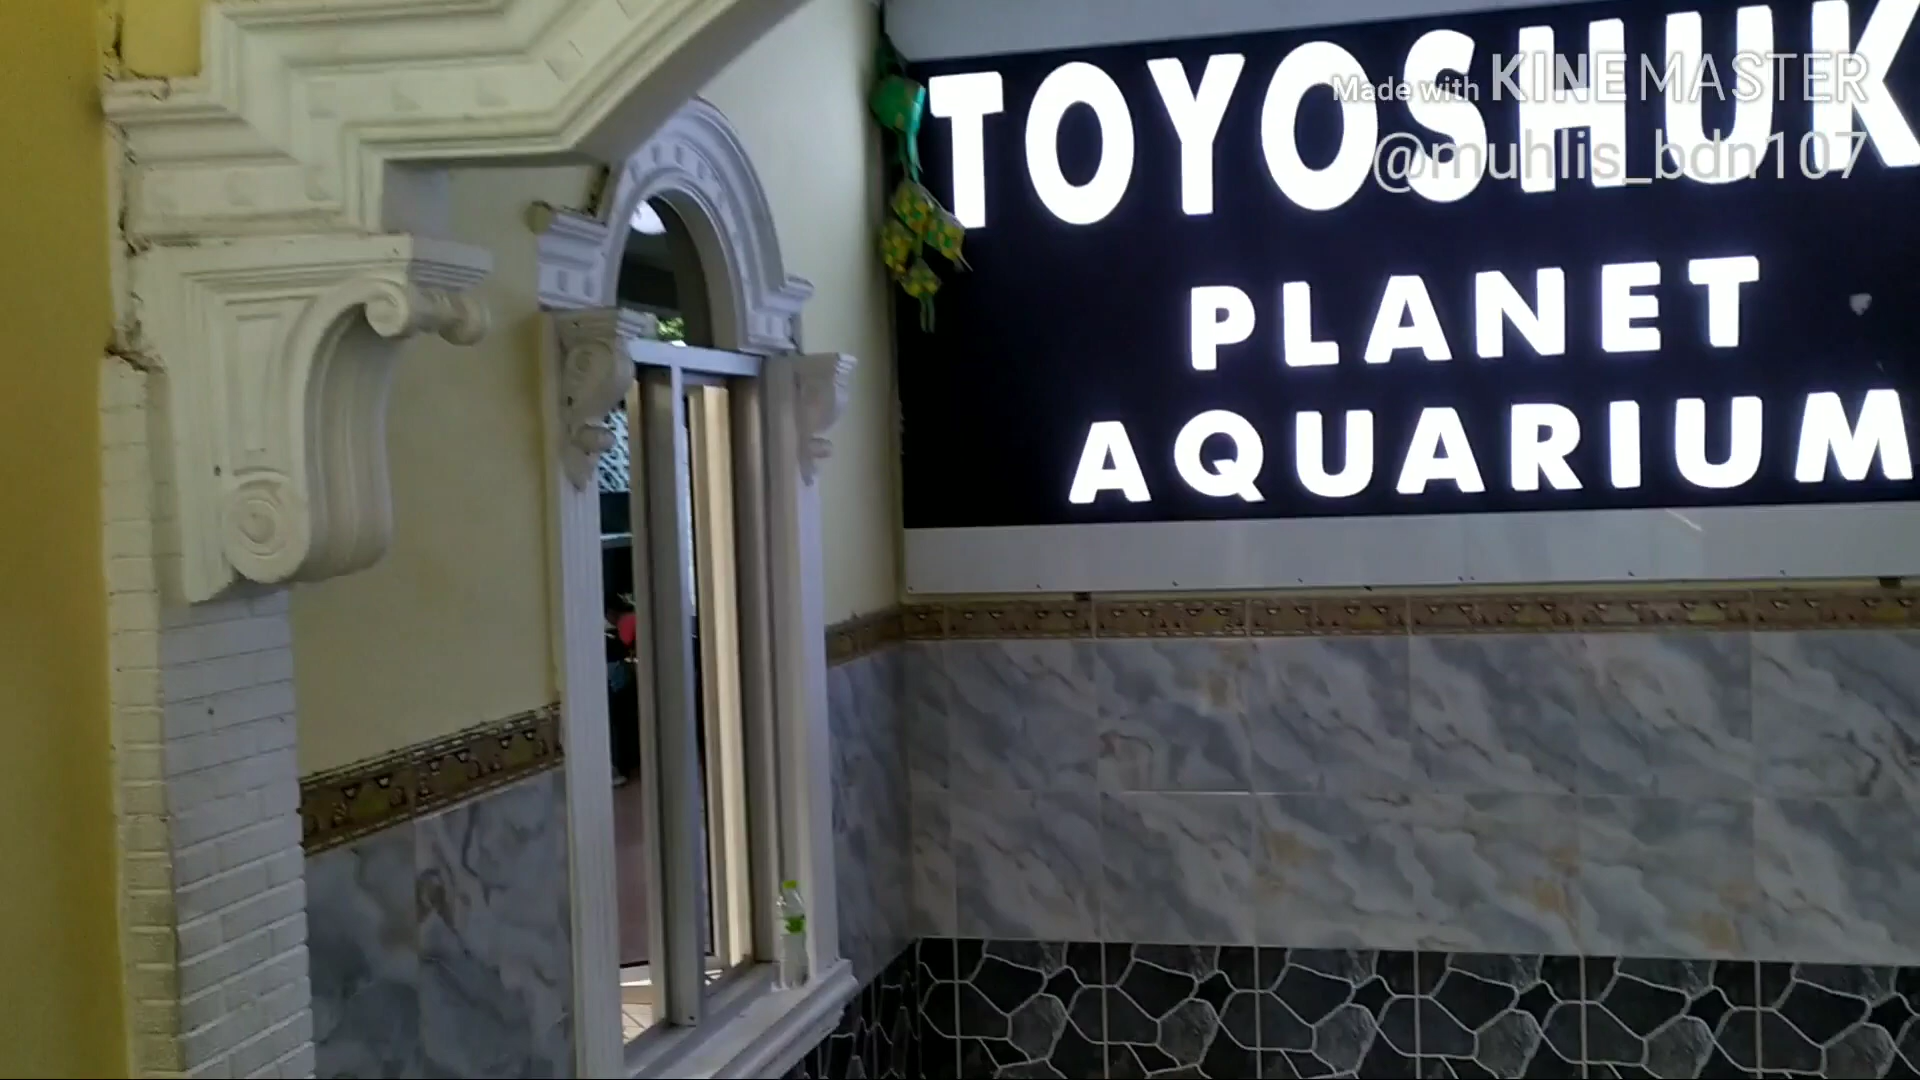 TOYOSHUK
PLANET
AQUARIUM
Made with KINEMASTER
@muhlis_bdn107